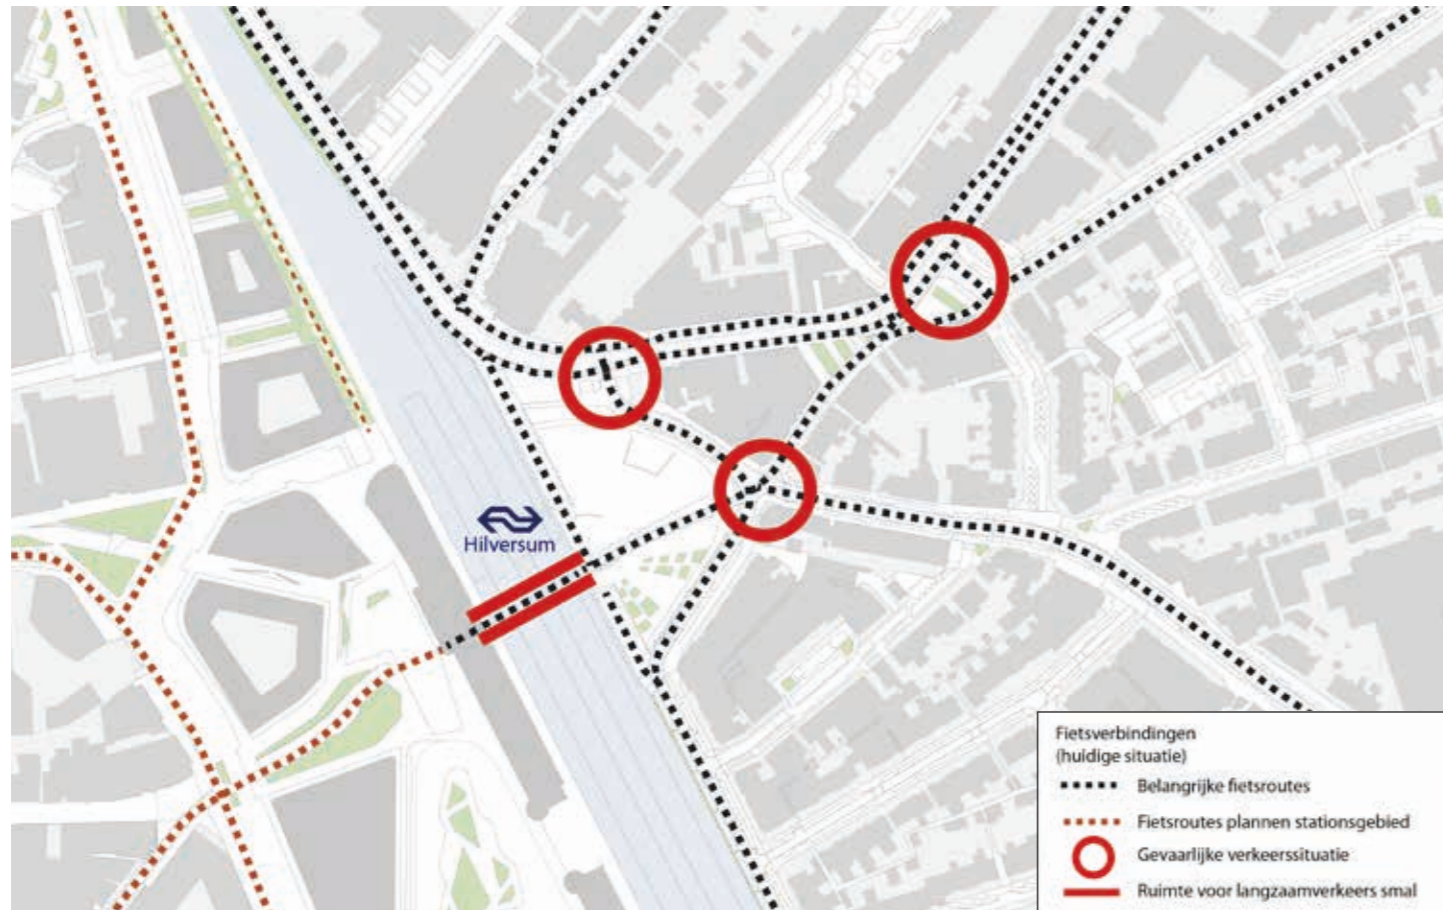 Hilversum
Fietsverbindingen
(huidige situatie)
Belangrijke fietsroutes
Fietsroutes plannen stationsgebied
Gevaarlijke verkeerssituatie
Ruimte voor langzaamverkeers smal